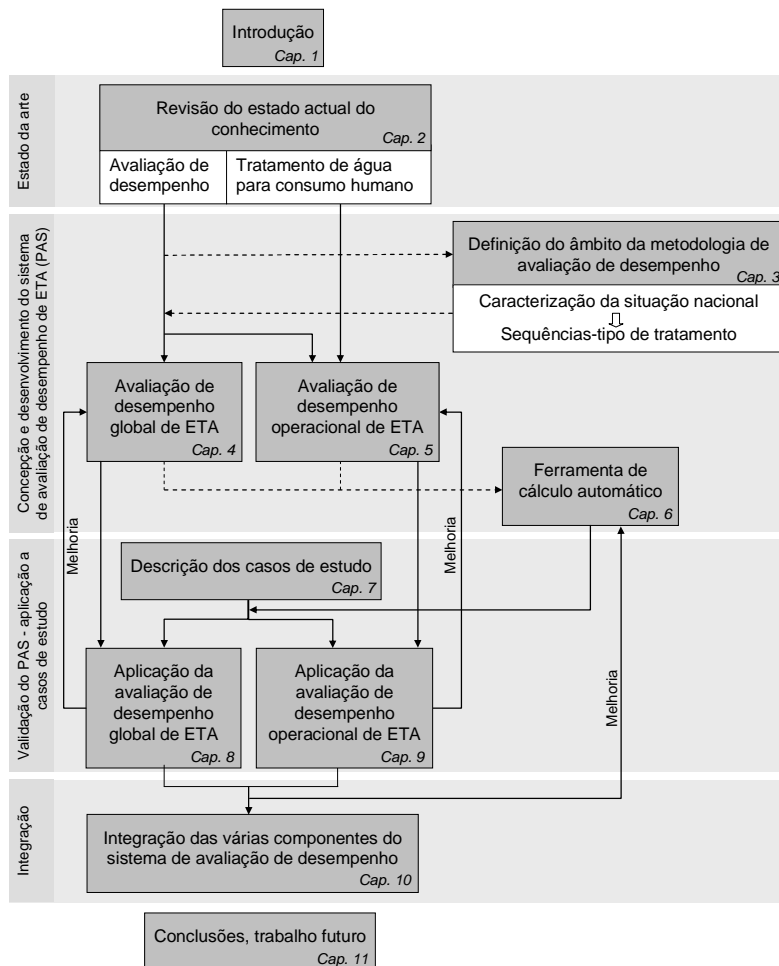 Introdução
Cap. 1
Estado da arte
Revisão do estado actual do
conhecimento
Cap. 2
Avaliação de
desempenho
Tratamento de água
para consumo humano
Concepção e desenvolvimento do sistema
de avaliação de desempenho de ETA (PAS)
Definição do âmbito da metodologia de
avaliação de desempenho
Cap. 3
Caracterização da situação nacional
Sequências-tipo de tratamento
Avaliação de
desempenho
global de ETA
Cap. 4
Avaliação de
desempenho
operacional de ETA
Cap. 5
Ferramenta de
cálculo automático
Cap. 6
Melhoria
Melhoria
Validação do PAS - aplicação a
casos de estudo
Descrição dos casos de estudo
Cap. 7
Aplicação da
avaliação de
desempenho
global de ETA
Cap. 8
Aplicação da
avaliação de
desempenho
operacional de ETA
Cap. 9
Melhoria
Integração
Integração das várias componentes do
sistema de avaliação de desempenho
Cap. 10
Conclusões, trabalho futuro
Cap. 11